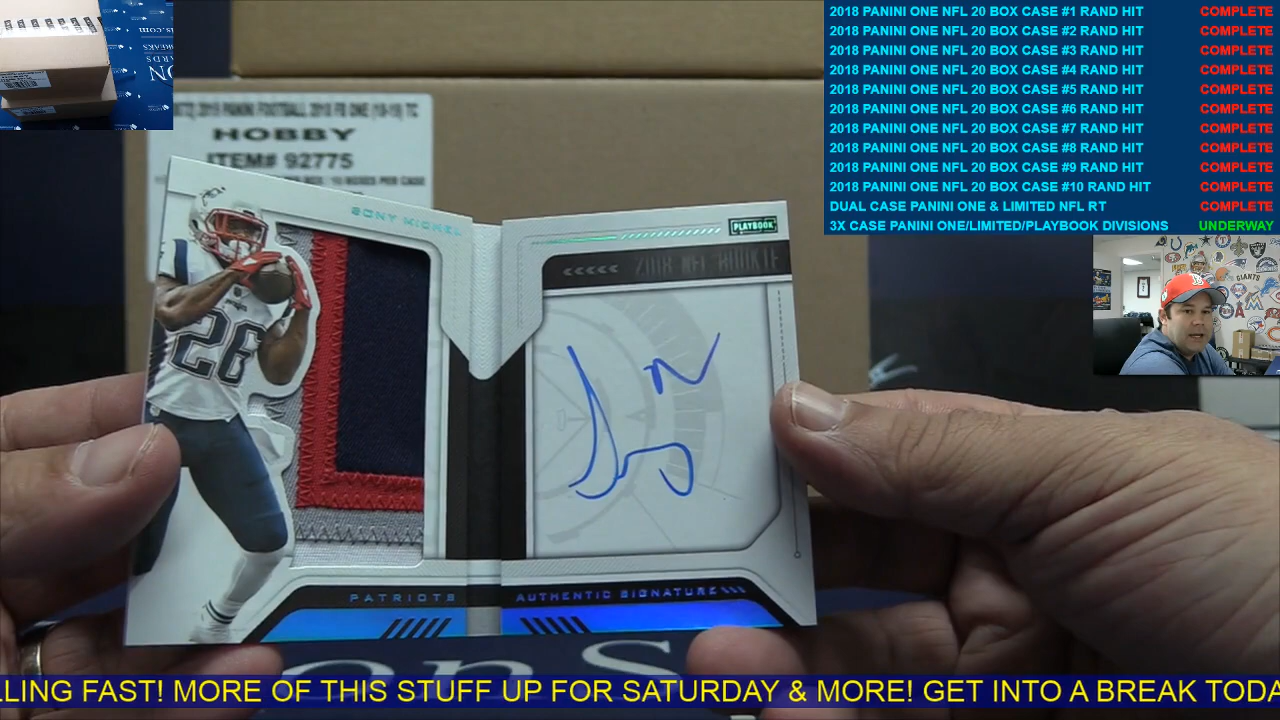 2018 PANINI ONE NFL 20 BOX CASE #1 RAND HIT COMPLETE
2018 PANINI ONE NFL 20 BOX CASE #2 RAND HIT COMPLETE
2018 PANINI ONE NFL 20 BOX CASE #3 RAND HIT COMPLETE
2018 PANINI ONE NFL 20 BOX CASE #4 RAND HIT COMPLETE
2018 PANINI ONE NFL 20 BOX CASE #5 RAND HIT COMPLETE
2018 PANINI ONE NFL 20 BOX CASE #6 RAND HIT COMPLETE
2018 PANINI ONE NFL 20 BOX CASE #7 RAND HIT COMPLETE
2018 PANINI ONE NFL 20 BOX CASE #8 RAND HIT COMPLETE
2018 PANINI ONE NFL 20 BOX CASE #9 RAND HIT COMPLETE
2018 PANINI ONE NFL 20 BOX CASE #10 RAND HIT COMPLETE
DUAL CASE PANINI ONE & LIMITED NFL RT COMPLETE
3X CASE PANINI ONE/LIMITED/PLAYBOOK DIVISIONS UNDERWAY
HOBBY
ITEM# 92775
SONY MICHEL
PLAYBOOK
2018 NFL ROOKIE
26
PATRIOTS
AUTHENTIC SIGNATURE
GIANTS
onS
LLING FAST! MORE OF THIS STUFF UP FOR SATURDAY & MORE! GET INTO A BREAK TODA